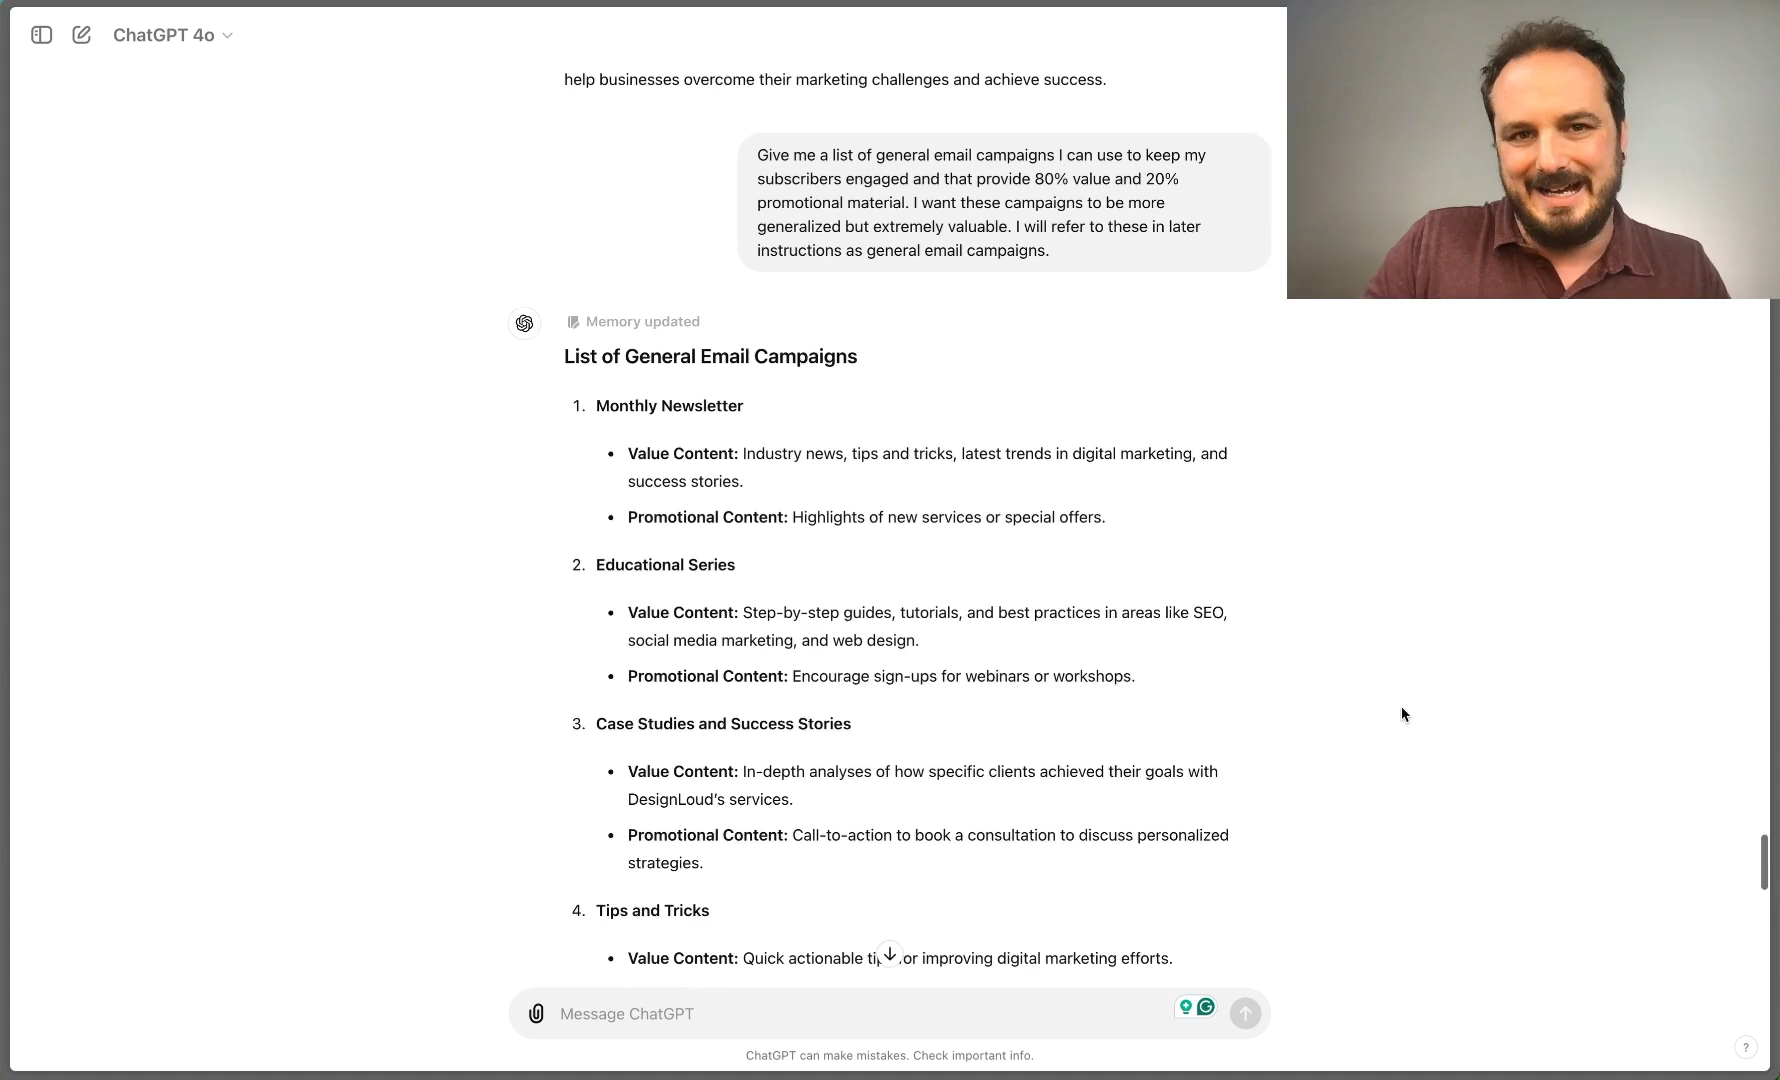 ChatGPT 4o
help businesses overcome their marketing challenges and achieve success.
Give me a list of general email campaigns I can use to keep my
subscribers engaged and that provide 80% value and 20%
promotional material. I want these campaigns to be more
generalized but extremely valuable. I will refer to these in later
instructions as general email campaigns.
Memory updated
List of General Email Campaigns
1. Monthly Newsletter
• Value Content: Industry news, tips and tricks, latest trends in digital marketing, and
success stories.
• Promotional Content: Highlights of new services or special offers.
2. Educational Series
• Value Content: Step-by-step guides, tutorials, and best practices in areas like SEO,
social media marketing, and web design.
• Promotional Content: Encourage sign-ups for webinars or workshops.
3. Case Studies and Success Stories
• Value Content: In-depth analyses of how specific clients achieved their goals with
DesignLoud's services.
• Promotional Content: Call-to-action to book a consultation to discuss personalized
strategies.
4. Tips and Tricks
• Value Content: Quick actionable for improving digital marketing efforts.
Message ChatGPT
ChatGPT can make mistakes. Check important info.
?